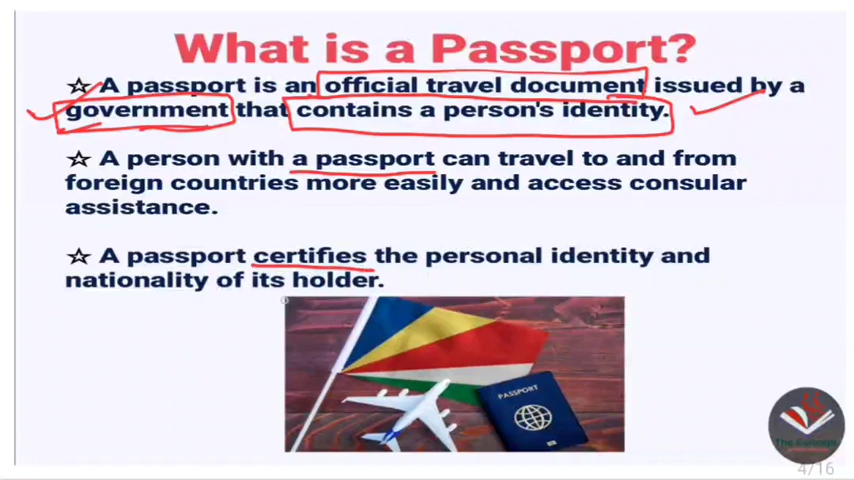 What is a Passport?
☆ A passport is an official travel document issued by a
government that contains a person's identity.
☆ A person with a passport can travel to and from
foreign countries more easily and access consular
assistance.
☆ A passport certifies the personal identity and
nationality of its holder.
PASSPORT
4/16